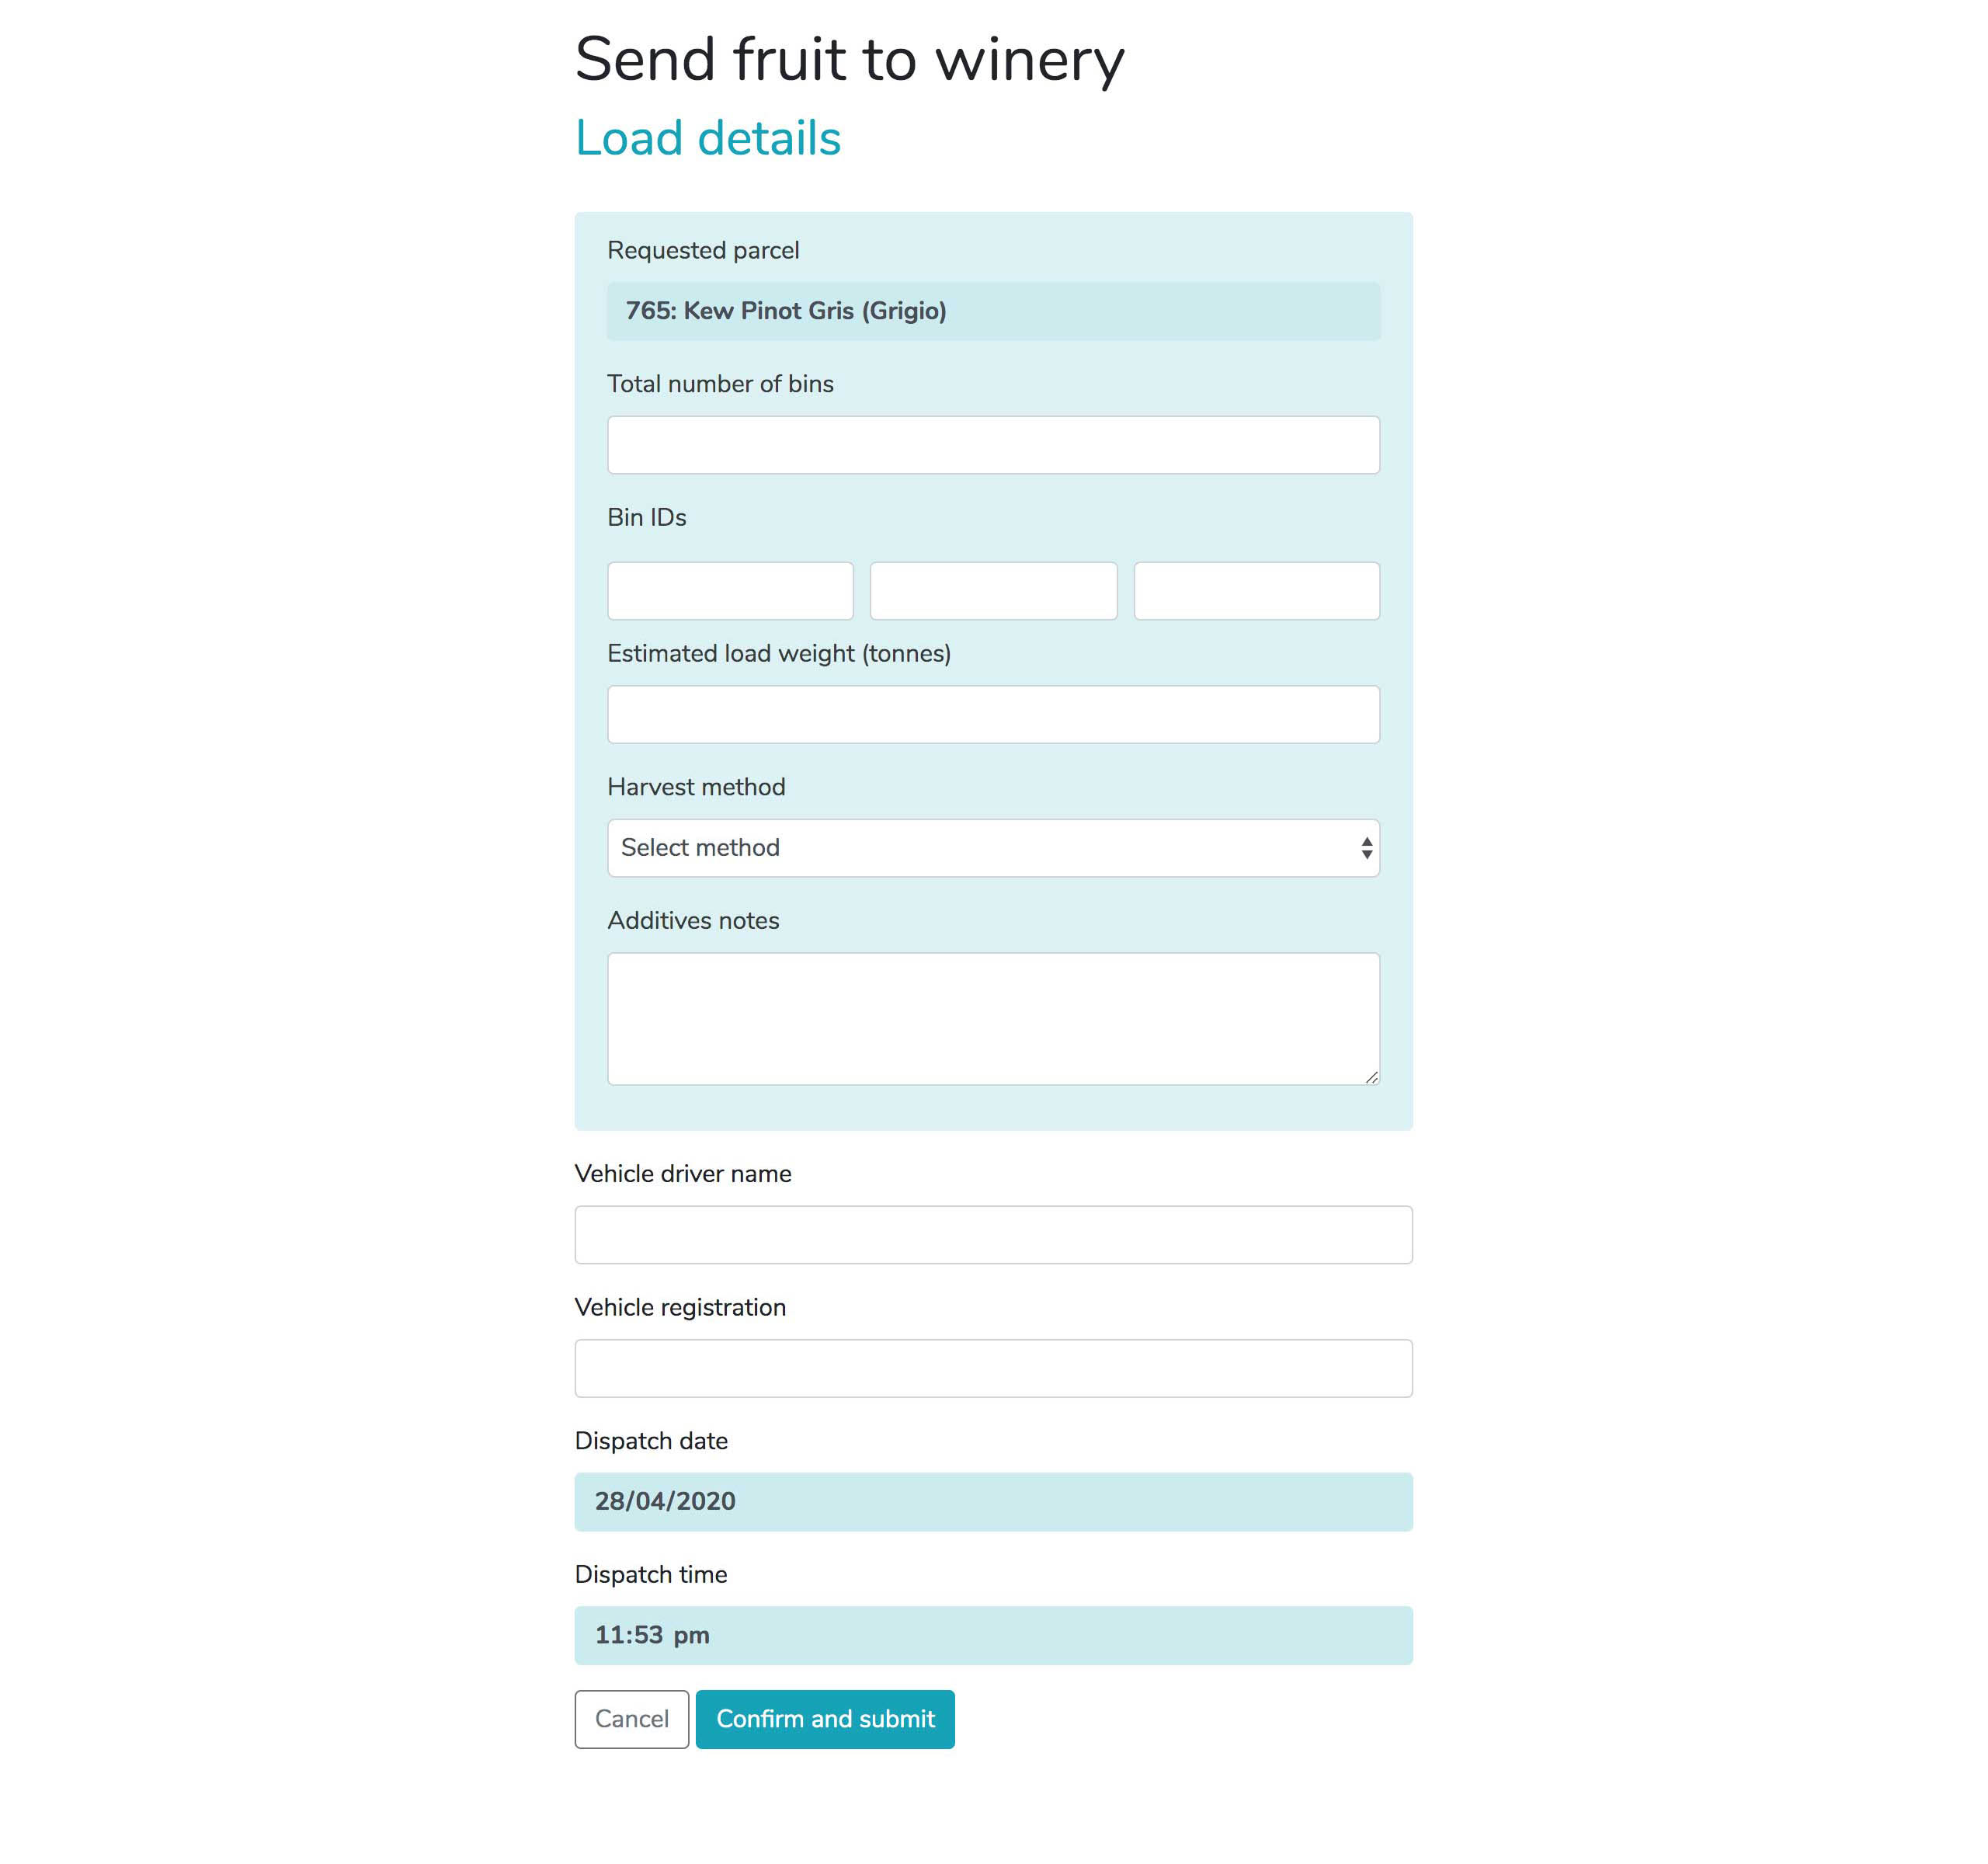 Send fruit to winery
Load details
Requested parcel
765: Kew Pinot Gris (Grigio)
Total number of bins
Bin IDs
Estimated load weight (tonnes)
Harvest method
Select method
Additives notes
Vehicle driver name
Vehicle registration
Dispatch date
28/04/2020
Dispatch time
11:53 pm
Cancel Confirm and submit